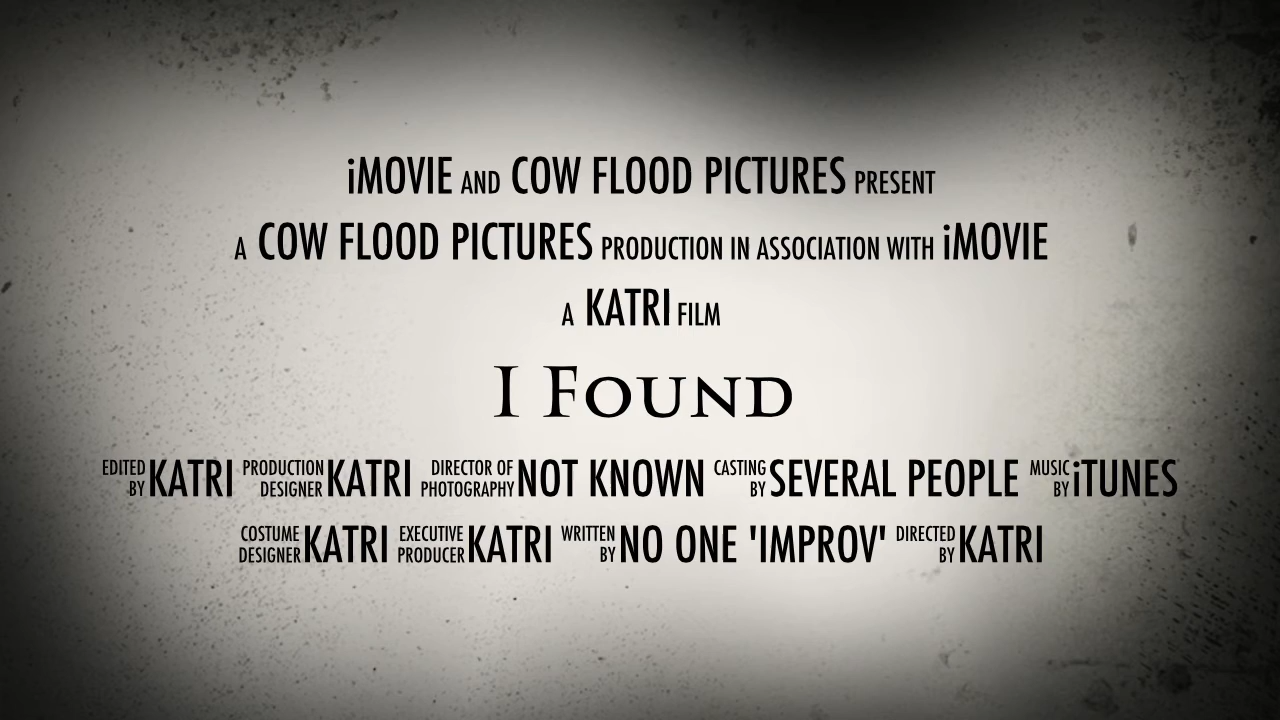 iMOVIE AND COW FLOOD PICTURES PRESENT
A COW FLOOD PICTURES PRODUCTION IN ASSOCIATION WITH iMOVIE
A KATRI FILM
I FOUND
EDITED BY KATRI PRODUCTION DESIGNER KATRI DIRECTOR OF PHOTOGRAPHY NOT KNOWN CASTING BY SEVERAL PEOPLE MUSIC BY iTUNES
COSTUME DESIGNER KATRI EXECUTIVE PRODUCER KATRI WRITTEN BY NO ONE 'IMPROV' DIRECTED BY KATRI